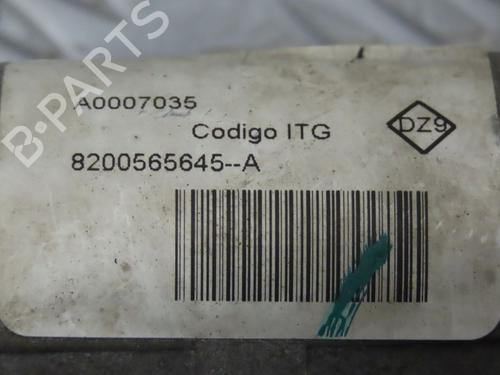 B-PARTS
A0007035
Codigo ITG
DZ9
8200565645--A